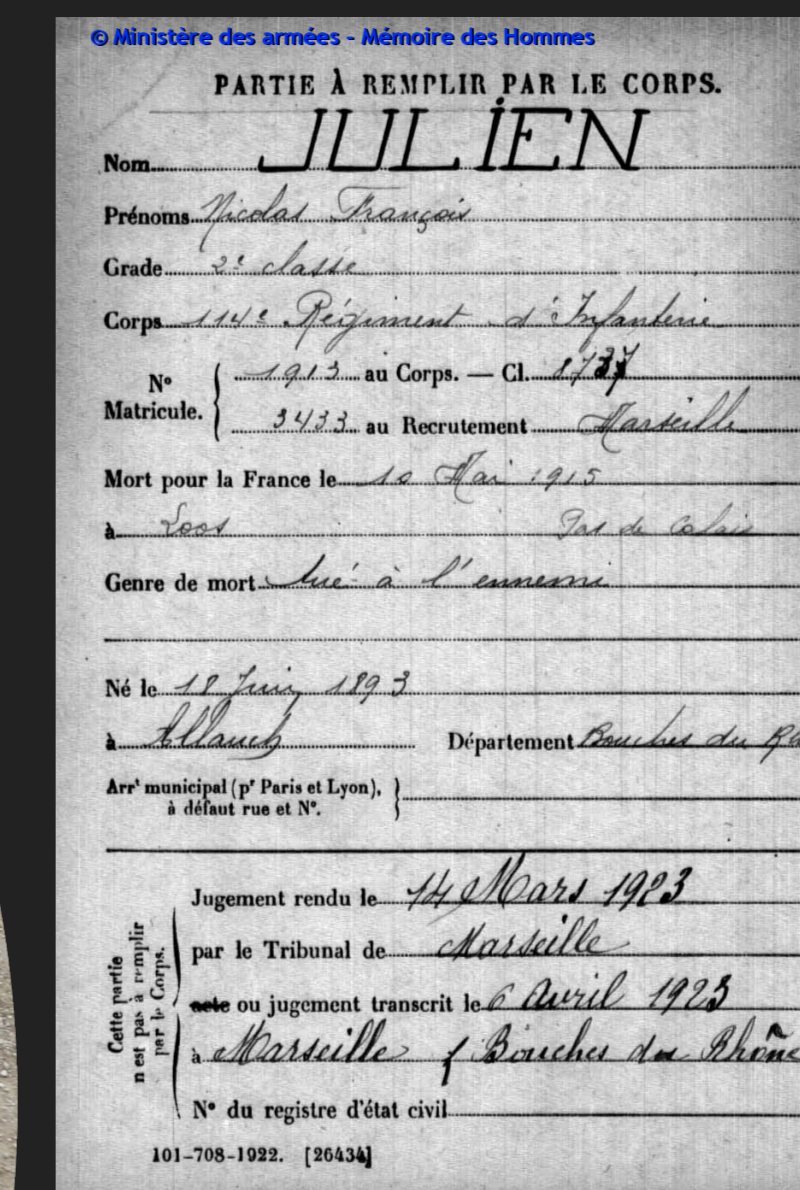 © Ministère des armées - Mémoire des Hommes
PARTIE À REMPLIR PAR LE CORPS.
Nom JULIEN
Prénoms Nicolas François
Grade 2e classe
Corps 114e Régiment d'Infanterie
No Matricule. { 1913 au Corps. — Cl.
3433 au Recrutement Marseille
Mort pour la France le 10 Mai 1915
à Loos Pas de Calais
Genre de mort tué à l'ennemi
Né le 18 Juin 1893
à Allauch Département Bouches du
Arrt municipal (pr Paris et Lyon), }
à défaut rue et No.
Cette partie n'est pas à remplir par le Corps.
Jugement rendu le 14 Mars 1923
par le Tribunal de Marseille
acte ou jugement transcrit le 6 Avril 1923
à Marseille ( Bouches du Rhône
No du registre d'état civil
101-708-1922. [26434]